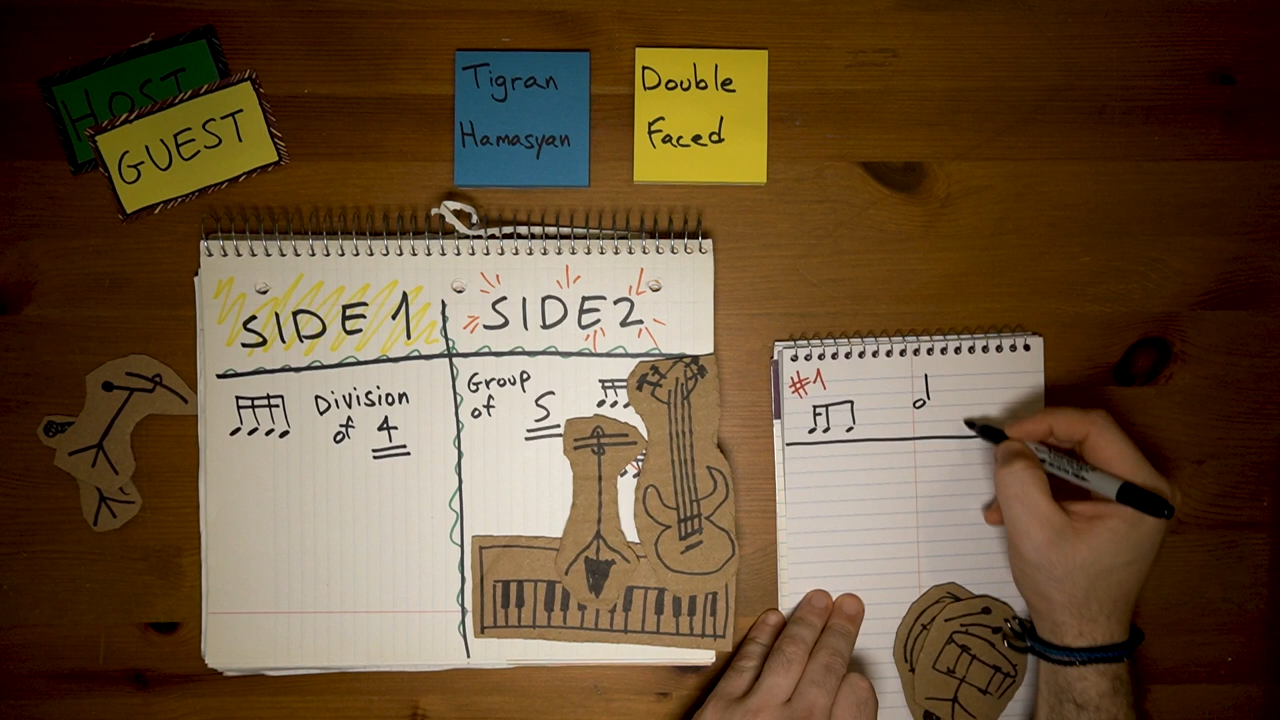 HOST
GUEST
Tigran
Hamasyan
Double
Faced
SIDE 1
SIDE 2
Division
of 4
Group
of 5
#1